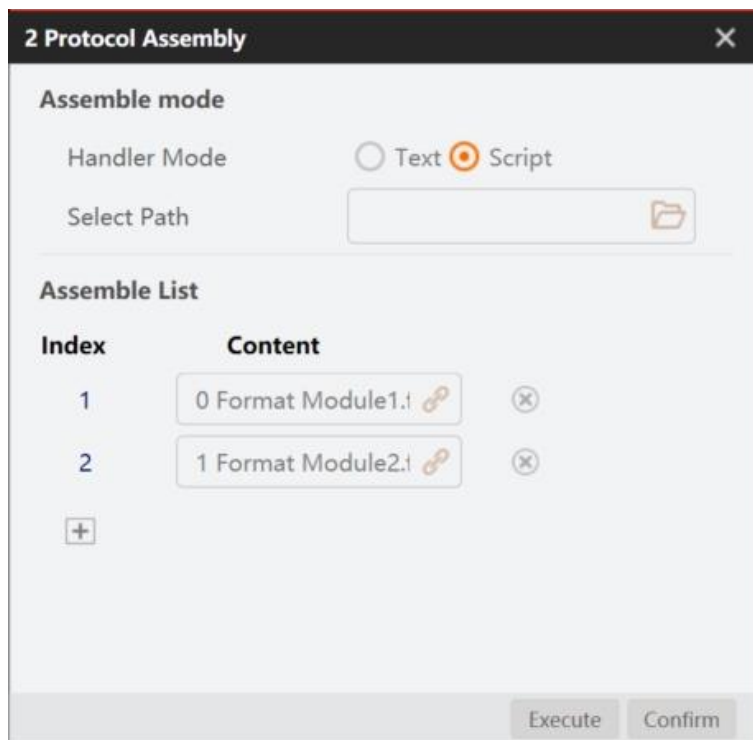 2 Protocol Assembly
Assemble mode
Handler Mode Text Script
Select Path
Assemble List
Index Content
1 0 Format Module1.
2 1 Format Module2.
Execute Confirm